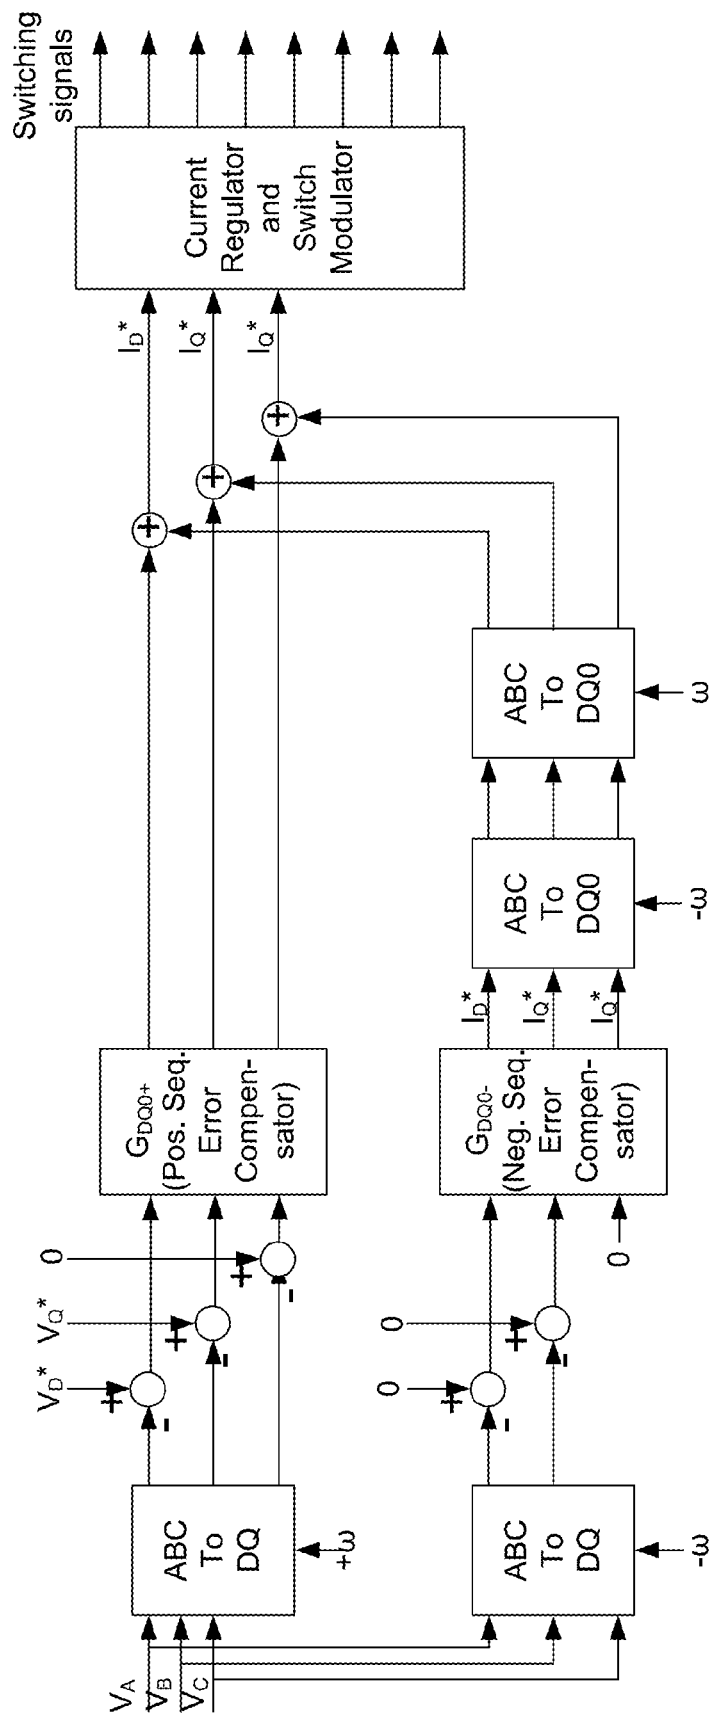 V_A
V_B
V_C
ABC
To
DQ
+ω
V_D*
V_Q*
0
+
-
+
-
+
-
G_DQ0+
(Pos. Seq.
Error
Compen-
sator)
+
+
+
I_D*
I_Q*
I_Q*
Current
Regulator
and
Switch
Modulator
Switching
signals
ABC
To
DQ
-ω
0
0
0
+
-
+
-
G_DQ0-
(Neg. Seq.
Error
Compen-
sator)
I_D*
I_Q*
I_Q*
ABC
To
DQ0
-ω
ABC
To
DQ0
ω